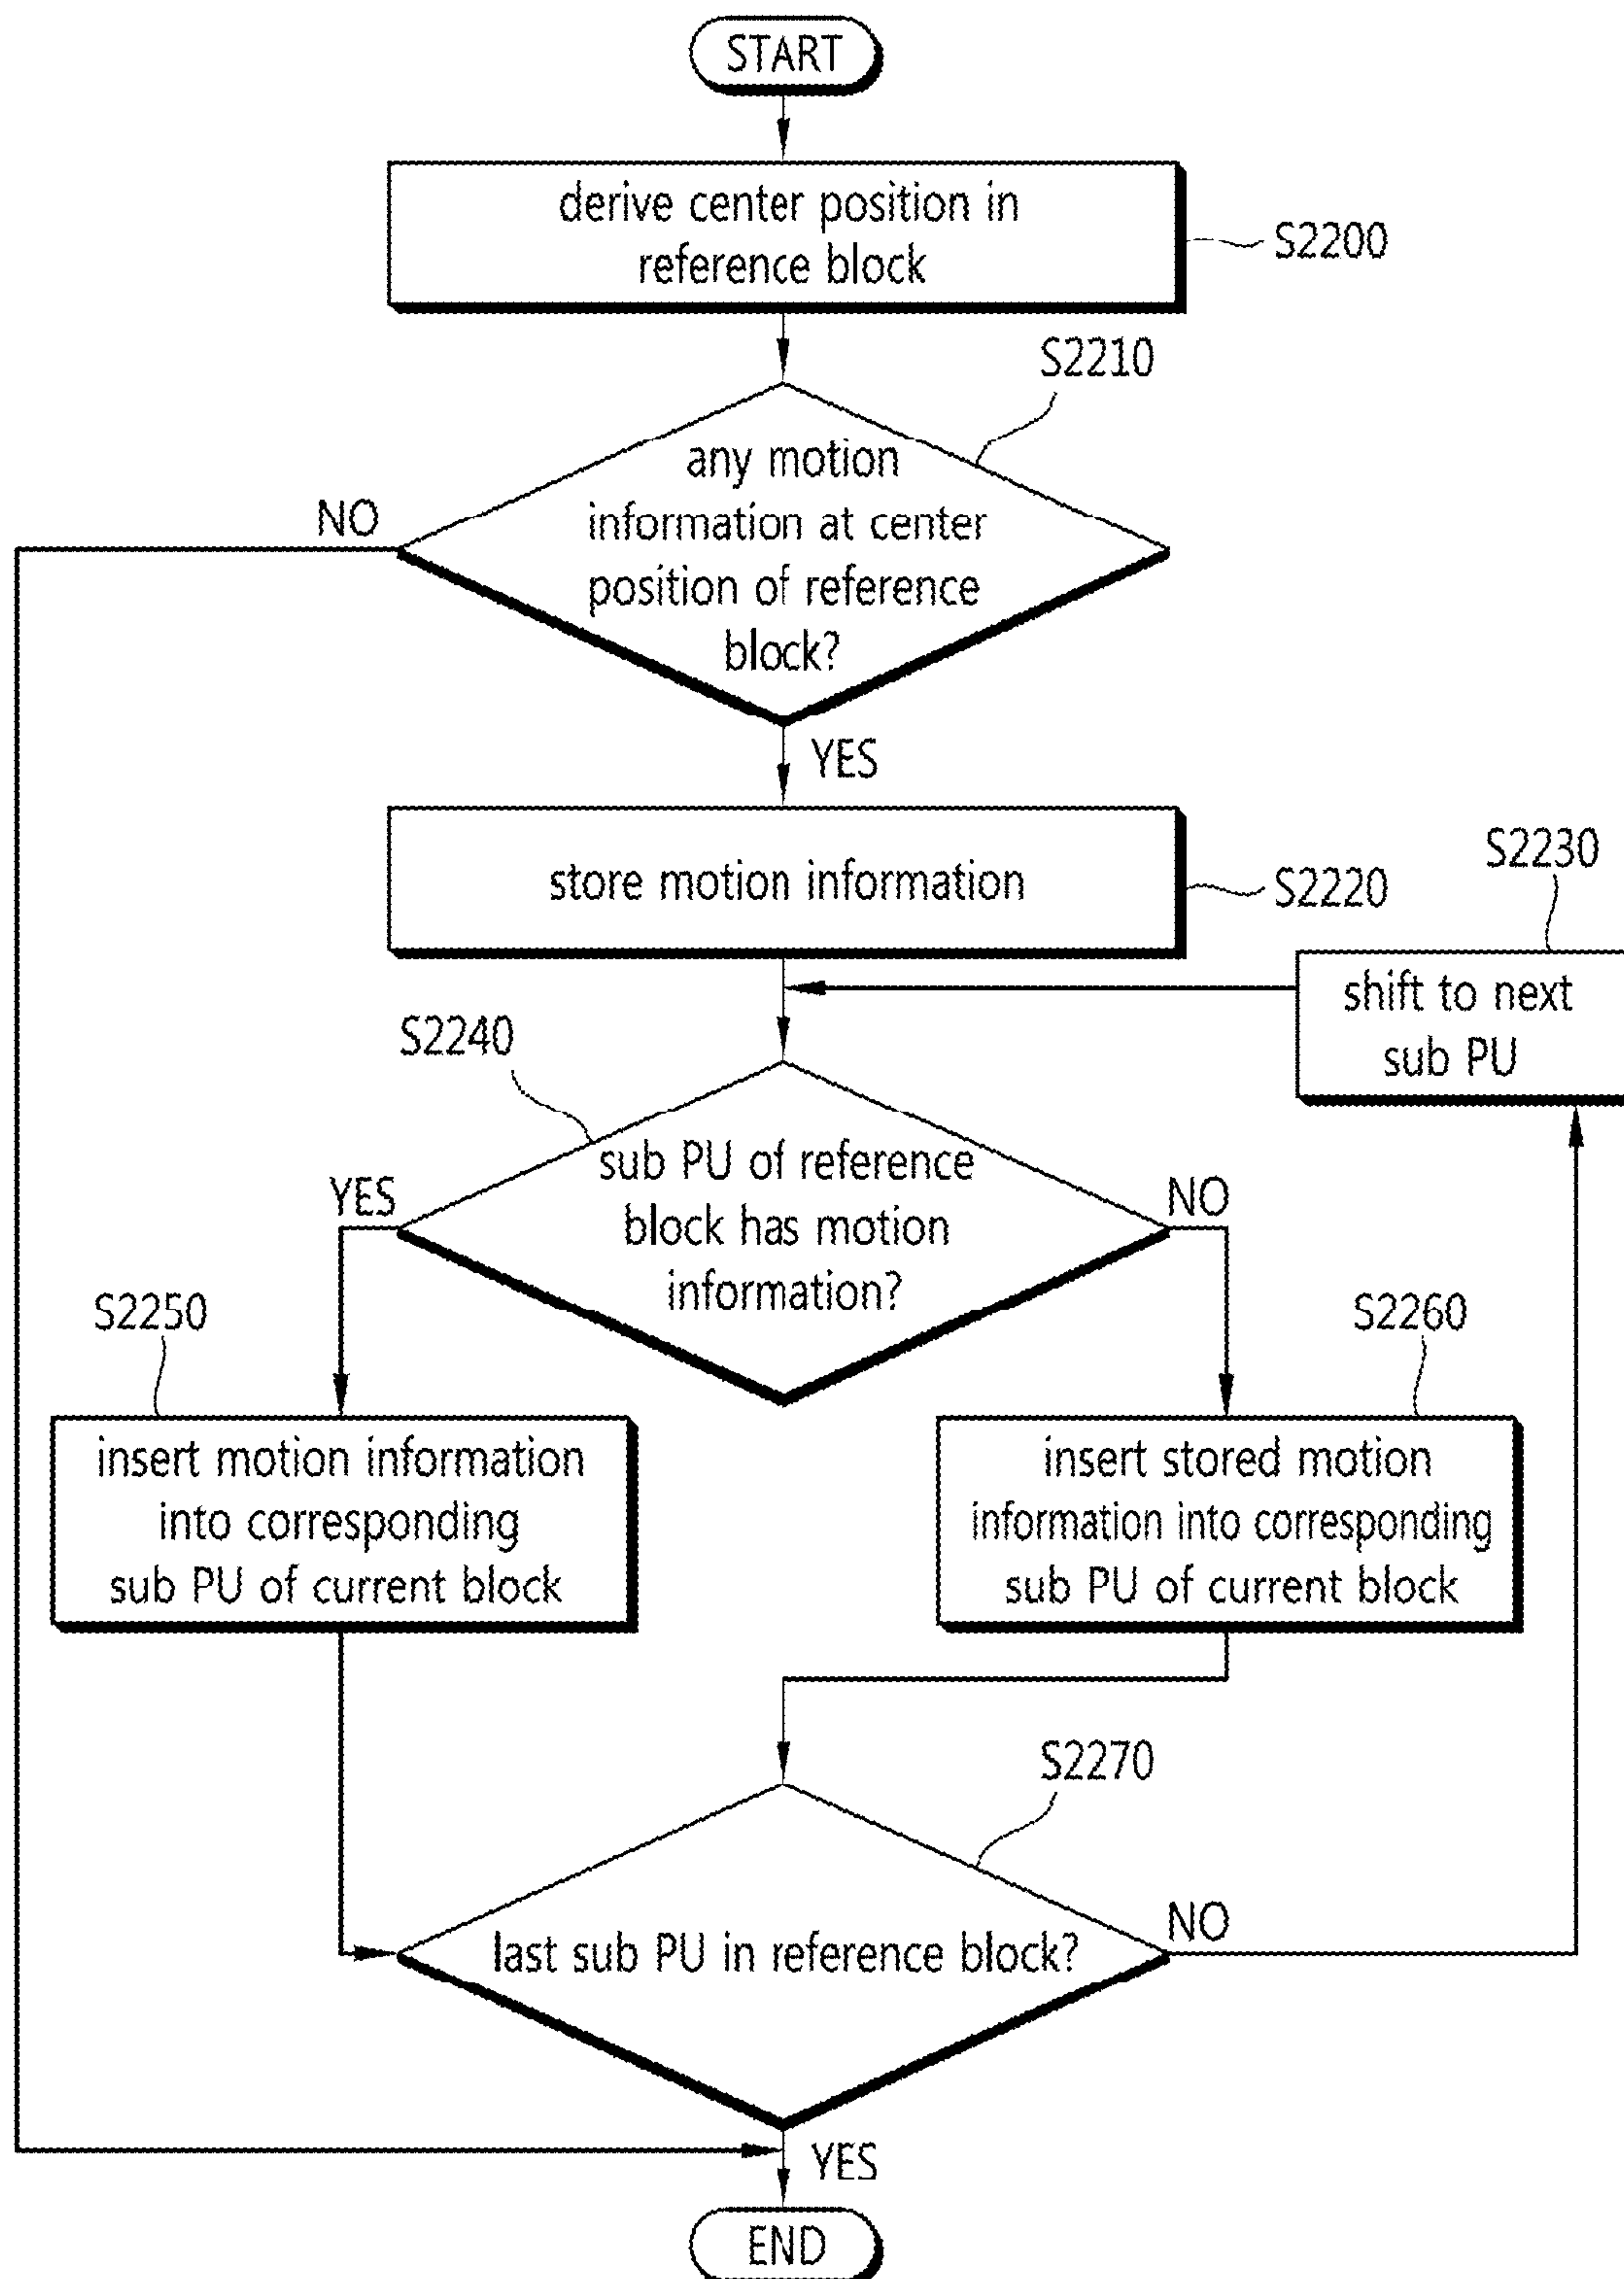 START
derive center position in
reference block
S2200
S2210
any motion
information at center
position of reference
block?
NO
YES
store motion information
S2220
S2230
shift to next
sub PU
S2240
sub PU of reference
block has motion
information?
YES
NO
S2250
insert motion information
into corresponding
sub PU of current block
S2260
insert stored motion
information into corresponding
sub PU of current block
S2270
last sub PU in reference block?
NO
YES
END